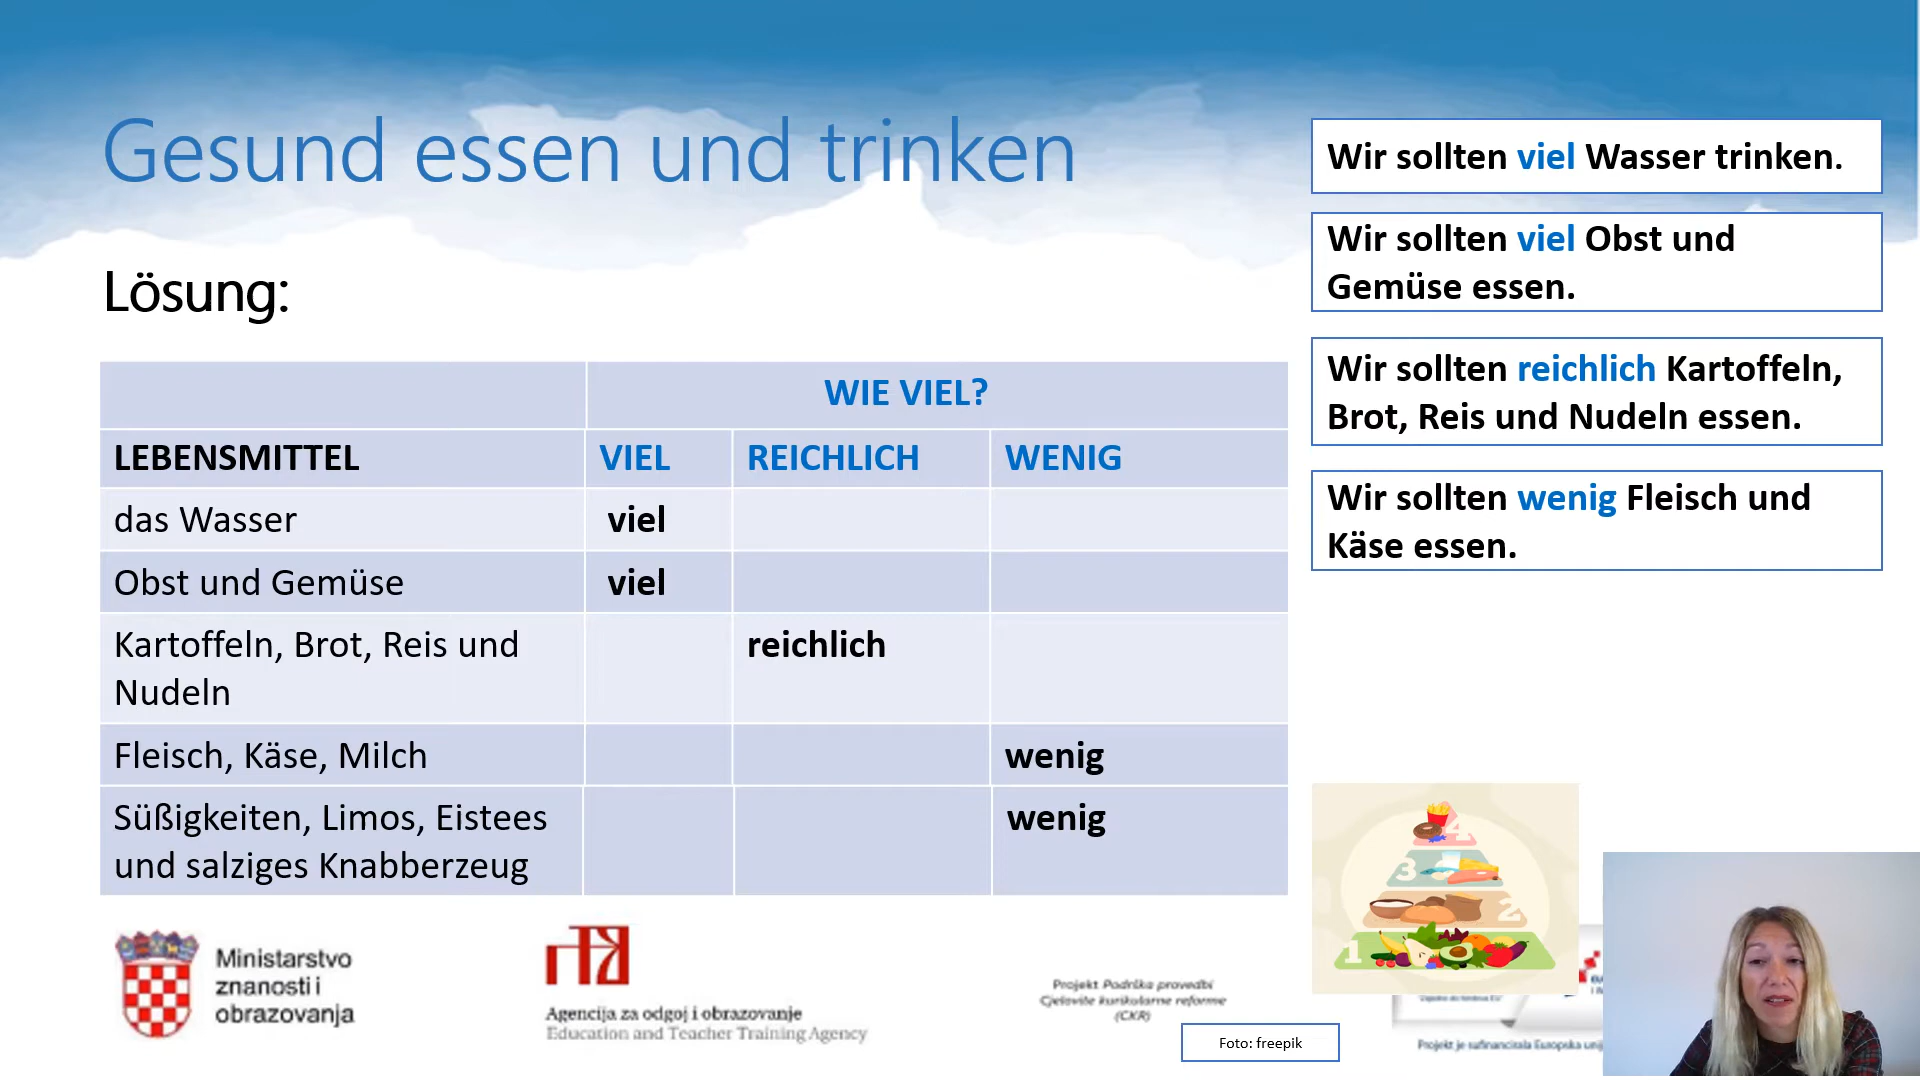 Gesund essen und trinken
Lösung:
WIE VIEL?
LEBENSMITTEL VIEL REICHLICH WENIG
das Wasser viel
Obst und Gemüse viel
Kartoffeln, Brot, Reis und
Nudeln
reichlich
Fleisch, Käse, Milch wenig
Süßigkeiten, Limos, Eistees
und salziges Knabberzeug
wenig
Wir sollten viel Wasser trinken.
Wir sollten viel Obst und
Gemüse essen.
Wir sollten reichlich Kartoffeln,
Brot, Reis und Nudeln essen.
Wir sollten wenig Fleisch und
Käse essen.
4
3
2
1
Ministarstvo
znanosti i
obrazovanja
Agencija za odgoj i obrazovanje
Education and Teacher Training Agency
Projekt Podrška provedbi
Cjelovite kurikularne reforme
(CKR)
Foto: freepik
Projekt je sufinancirala Europska